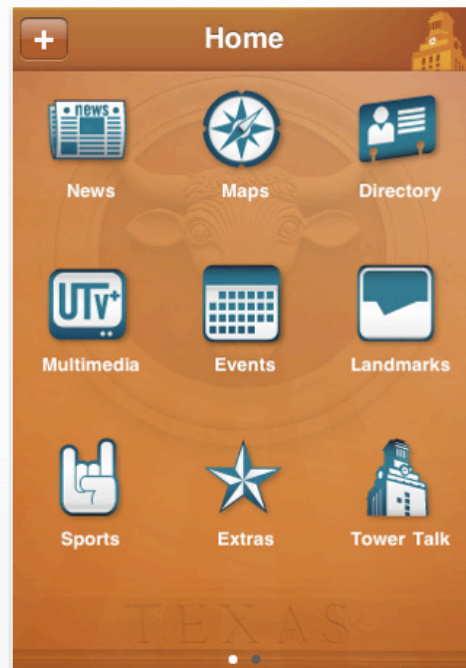 +
Home
news
News
Maps
Directory
UTv+
Multimedia
Events
Landmarks
Sports
Extras
Tower Talk
TEXAS